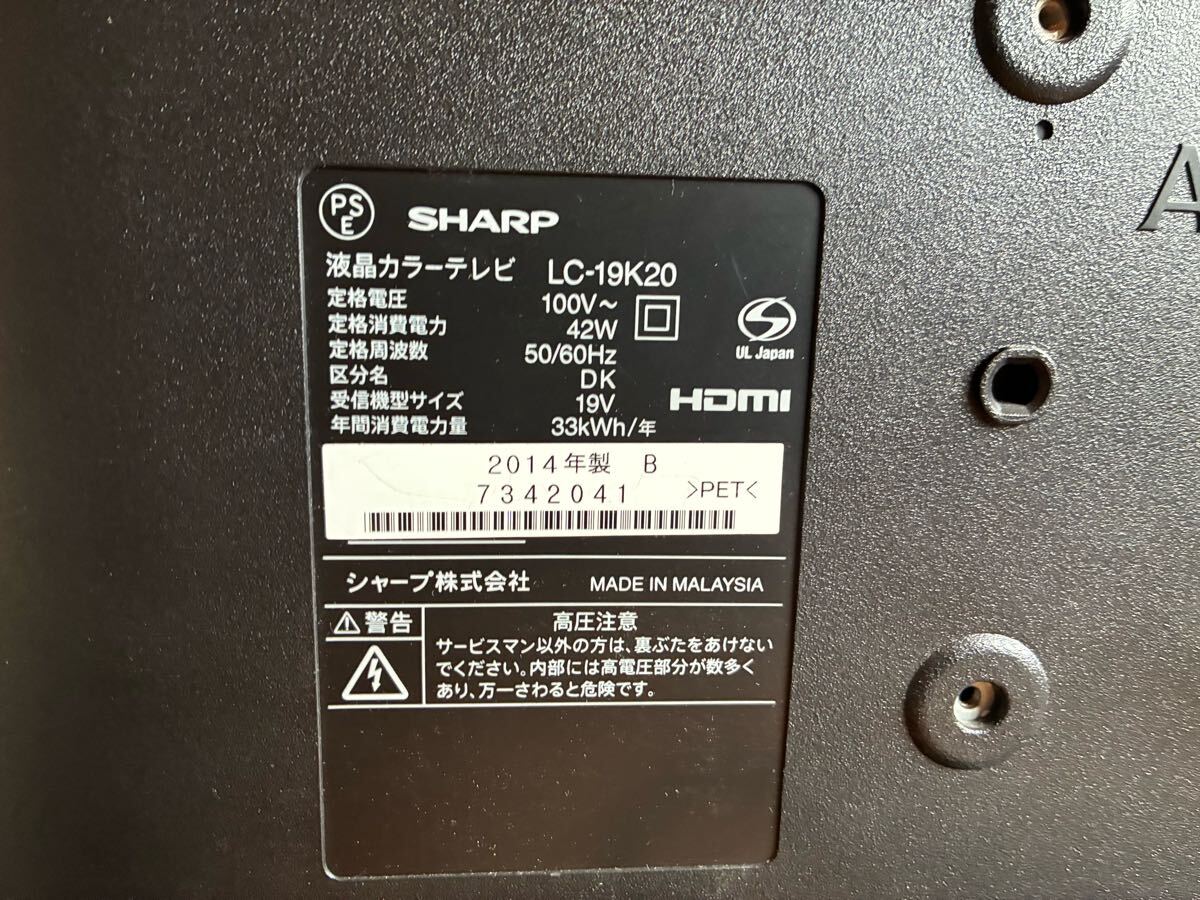 PSE SHARP
液晶カラーテレビ LC-19K20
定格電圧 100V～
定格消費電力 42W
定格周波数 50/60Hz
区分名 DK
受信機型サイズ 19V
年間消費電力量 33kWh/年
UL Japan
HDMI
2014年製 B
7342041 >PET<
シャープ株式会社 MADE IN MALAYSIA
警告
高圧注意
サービスマン以外の方は、裏ぶたをあけない
でください。内部には高電圧部分が数多く
あり、万一さわると危険です。
A